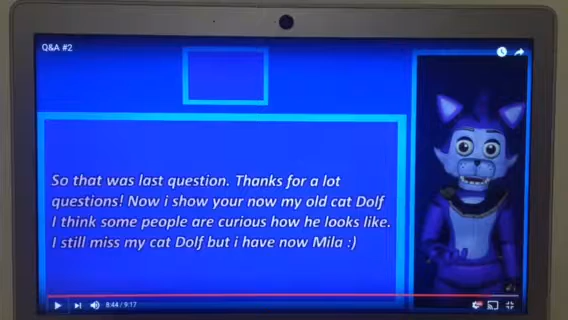 Q&A #2
So that was last question. Thanks for a lot
questions! Now i show your now my old cat Dolf
I think some people are curious how he looks like.
I still miss my cat Dolf but i have now Mila :)
8:44 / 9:17